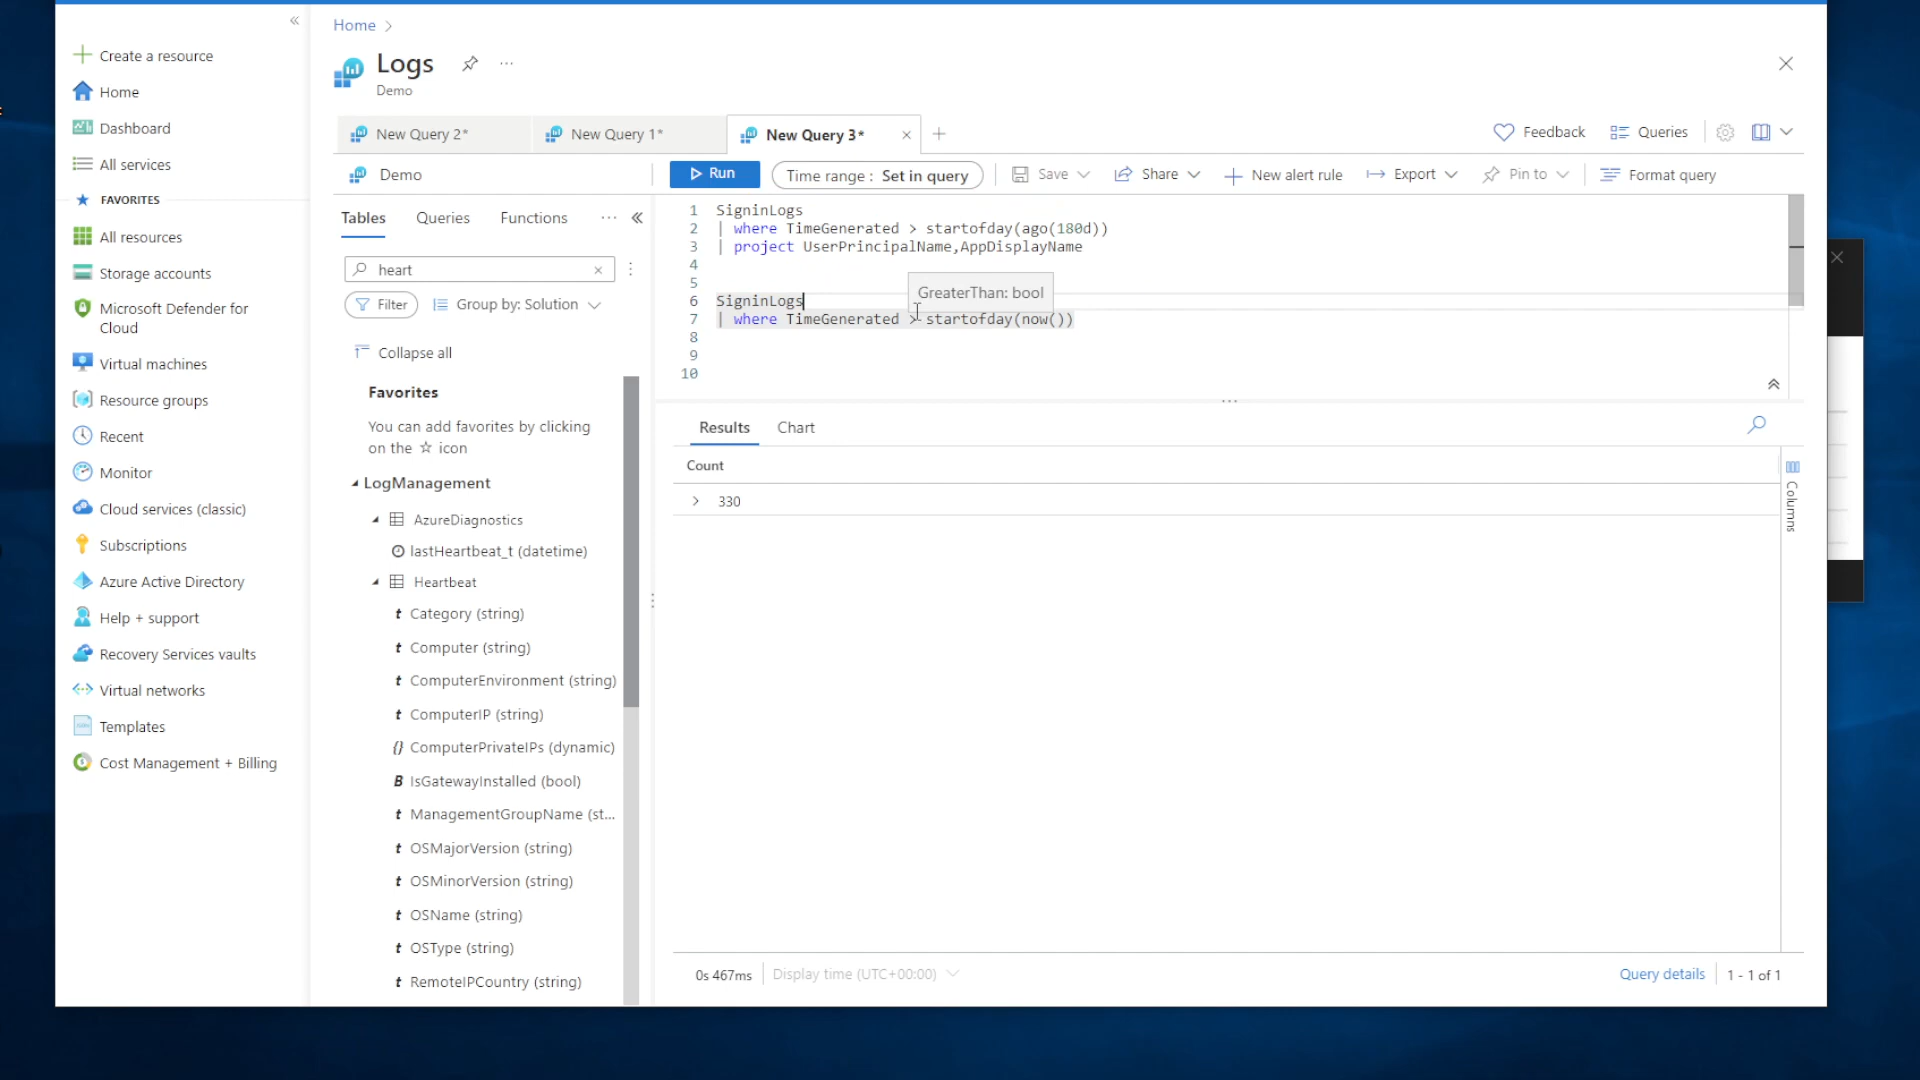 Create a resource
Home
Dashboard
All services
FAVORITES
All resources
Storage accounts
Microsoft Defender for
Cloud
Virtual machines
Resource groups
Recent
Monitor
Cloud services (classic)
Subscriptions
Azure Active Directory
Help + support
Recovery Services vaults
Virtual networks
Templates
Cost Management + Billing
Home
Logs
Demo
New Query 2*
New Query 1*
New Query 3*
Feedback
Queries
Demo
Run
Time range : Set in query
Save
Share
New alert rule
Export
Pin to
Format query
Tables
Queries
Functions
heart
Filter
Group by: Solution
Collapse all
Favorites
You can add favorites by clicking
on the ☆ icon
LogManagement
AzureDiagnostics
lastHeartbeat_t (datetime)
Heartbeat
t Category (string)
t Computer (string)
t ComputerEnvironment (string)
t ComputerIP (string)
{} ComputerPrivateIPs (dynamic)
B IsGatewayInstalled (bool)
t ManagementGroupName (st...
t OSMajorVersion (string)
t OSMinorVersion (string)
t OSName (string)
t OSType (string)
t RemoteIPCountry (string)
1 SigninLogs
2 | where TimeGenerated > startofday(ago(180d))
3 | project UserPrincipalName,AppDisplayName
4
5
GreaterThan: bool
6 SigninLogs
7 | where TimeGenerated > startofday(now())
8
9
10
Results
Chart
Count
330
Columns
0s 467ms
Display time (UTC+00:00)
Query details
1 - 1 of 1